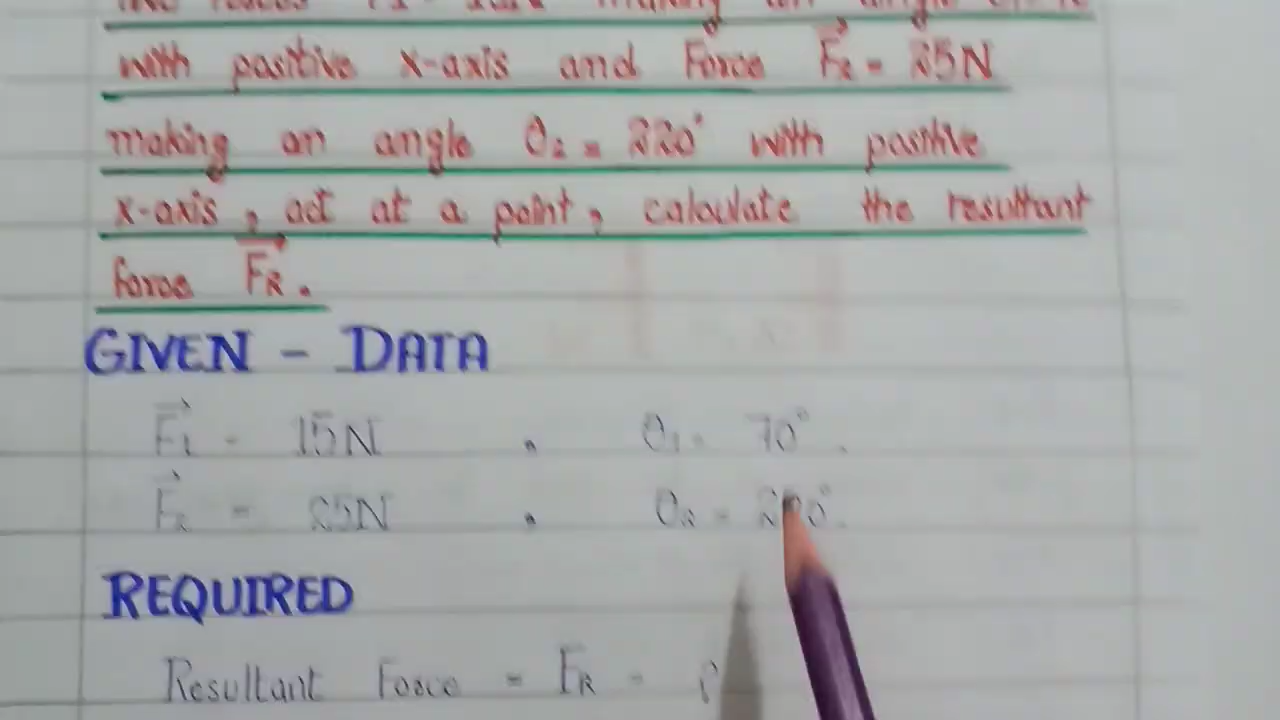 with positive x-axis and Force F₂ = 25N
making an angle θ₂ = 220° with positive
x-axis, act at a point, calculate the resultant
force F_R.
GIVEN - DATA
F₁ = 15N , θ₁ = 70°.
F₂ = 25N , θ₂ = 220°.
REQUIRED
Resultant Force = F_R = ?